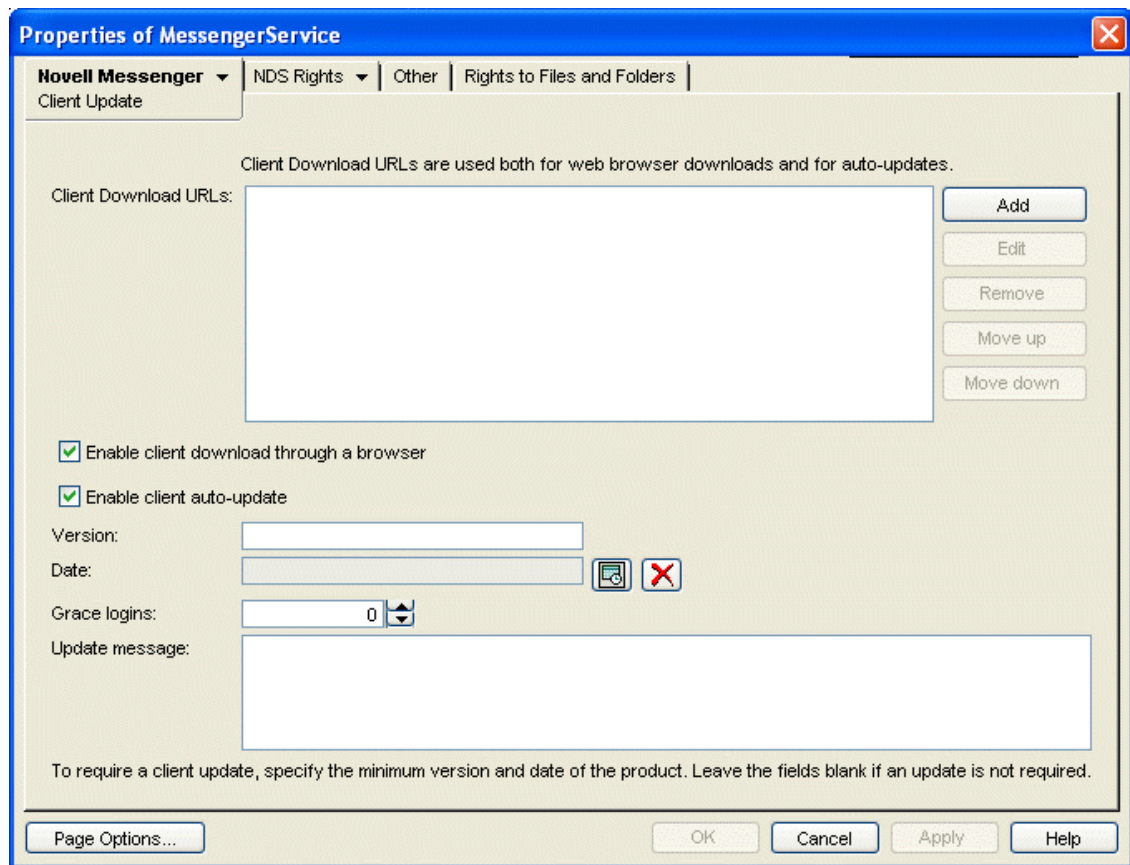 Properties of MessengerService
Novell Messenger
NDS Rights
Other
Rights to Files and Folders
Client Update
Client Download URLs are used both for web browser downloads and for auto-updates.
Client Download URLs:
Add
Edit
Remove
Move up
Move down
Enable client download through a browser
Enable client auto-update
Version:
Date:
Grace logins:
0
Update message:
To require a client update, specify the minimum version and date of the product. Leave the fields blank if an update is not required.
Page Options...
OK
Cancel
Apply
Help